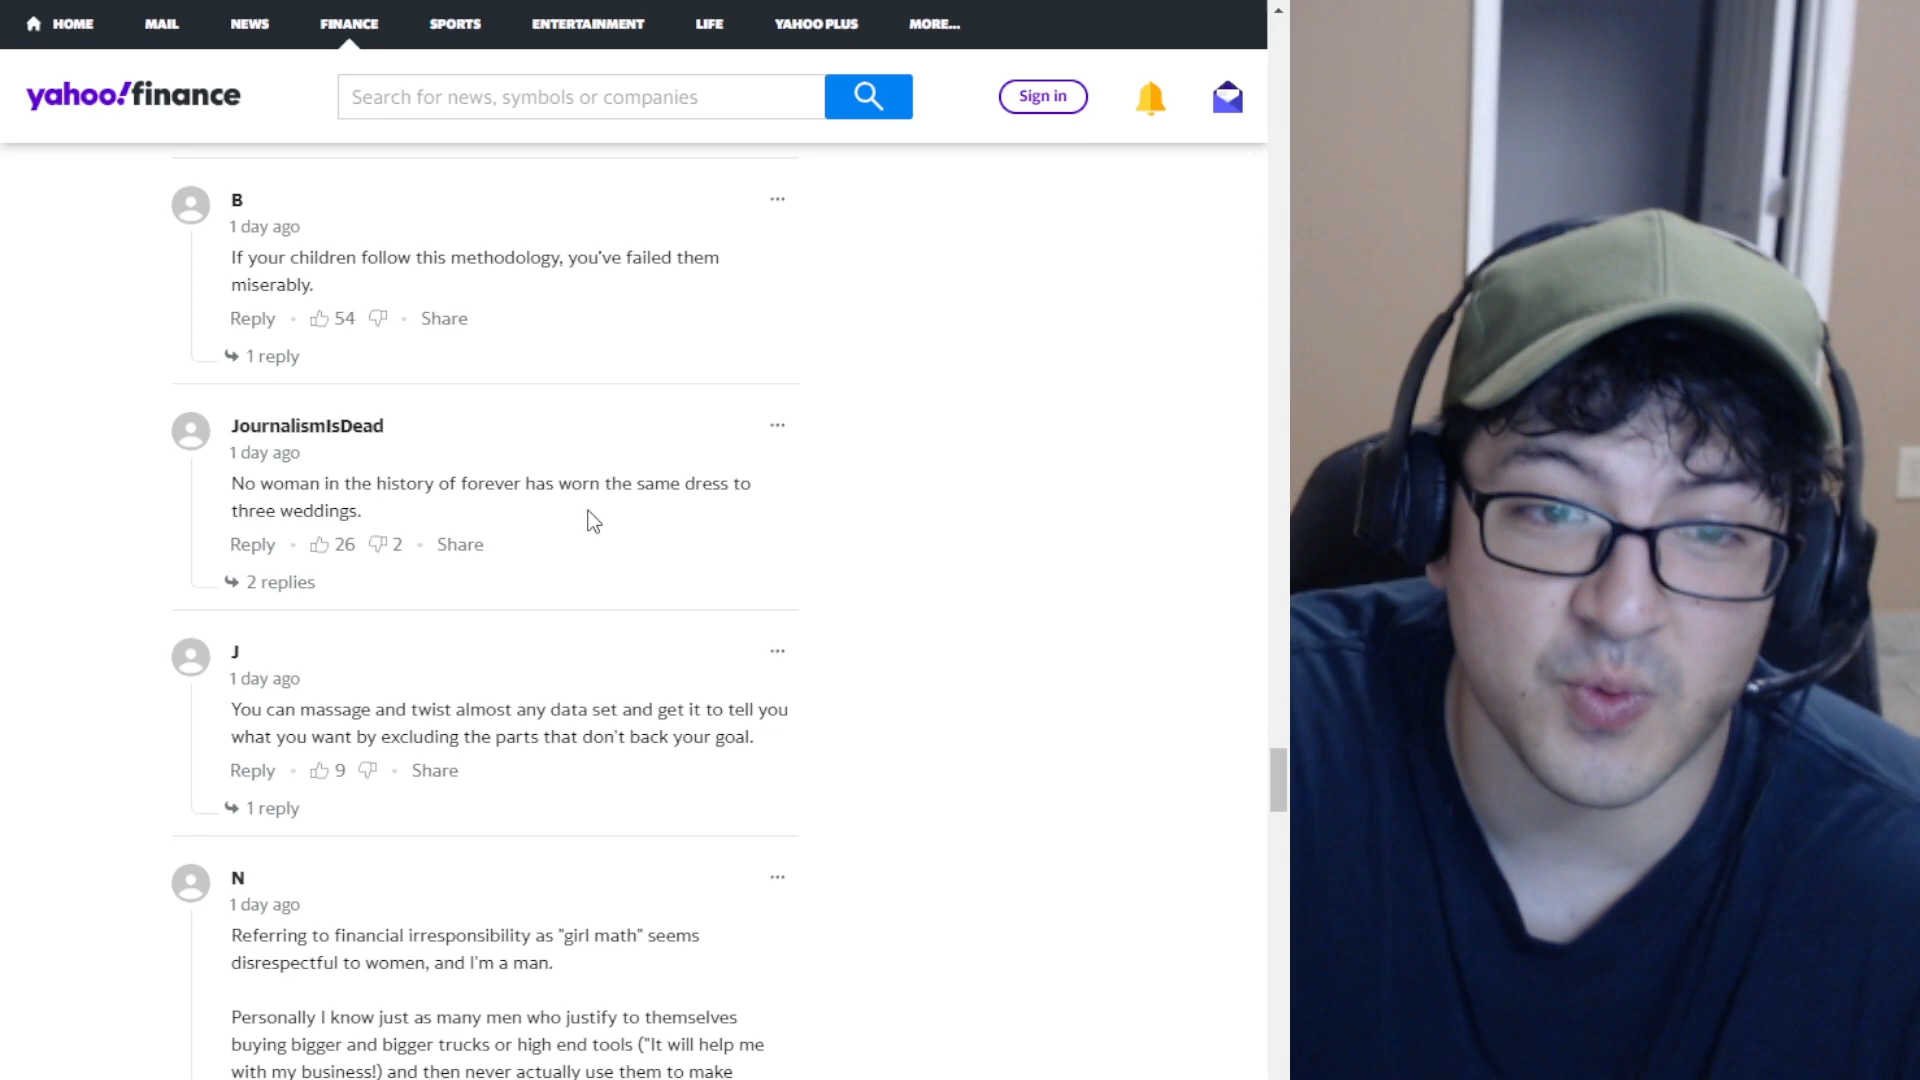 HOME MAIL NEWS FINANCE SPORTS ENTERTAINMENT LIFE YAHOO PLUS MORE...
yahoo!finance
Search for news, symbols or companies
Sign in
B
1 day ago
If your children follow this methodology, you've failed them
miserably.
Reply • 54 • Share
1 reply
JournalismIsDead
1 day ago
No woman in the history of forever has worn the same dress to
three weddings.
Reply • 26 2 • Share
2 replies
J
1 day ago
You can massage and twist almost any data set and get it to tell you
what you want by excluding the parts that don't back your goal.
Reply • 9 • Share
1 reply
N
1 day ago
Referring to financial irresponsibility as "girl math" seems
disrespectful to women, and I'm a man.
Personally I know just as many men who justify to themselves
buying bigger and bigger trucks or high end tools ("It will help me
with my business!) and then never actually use them to make